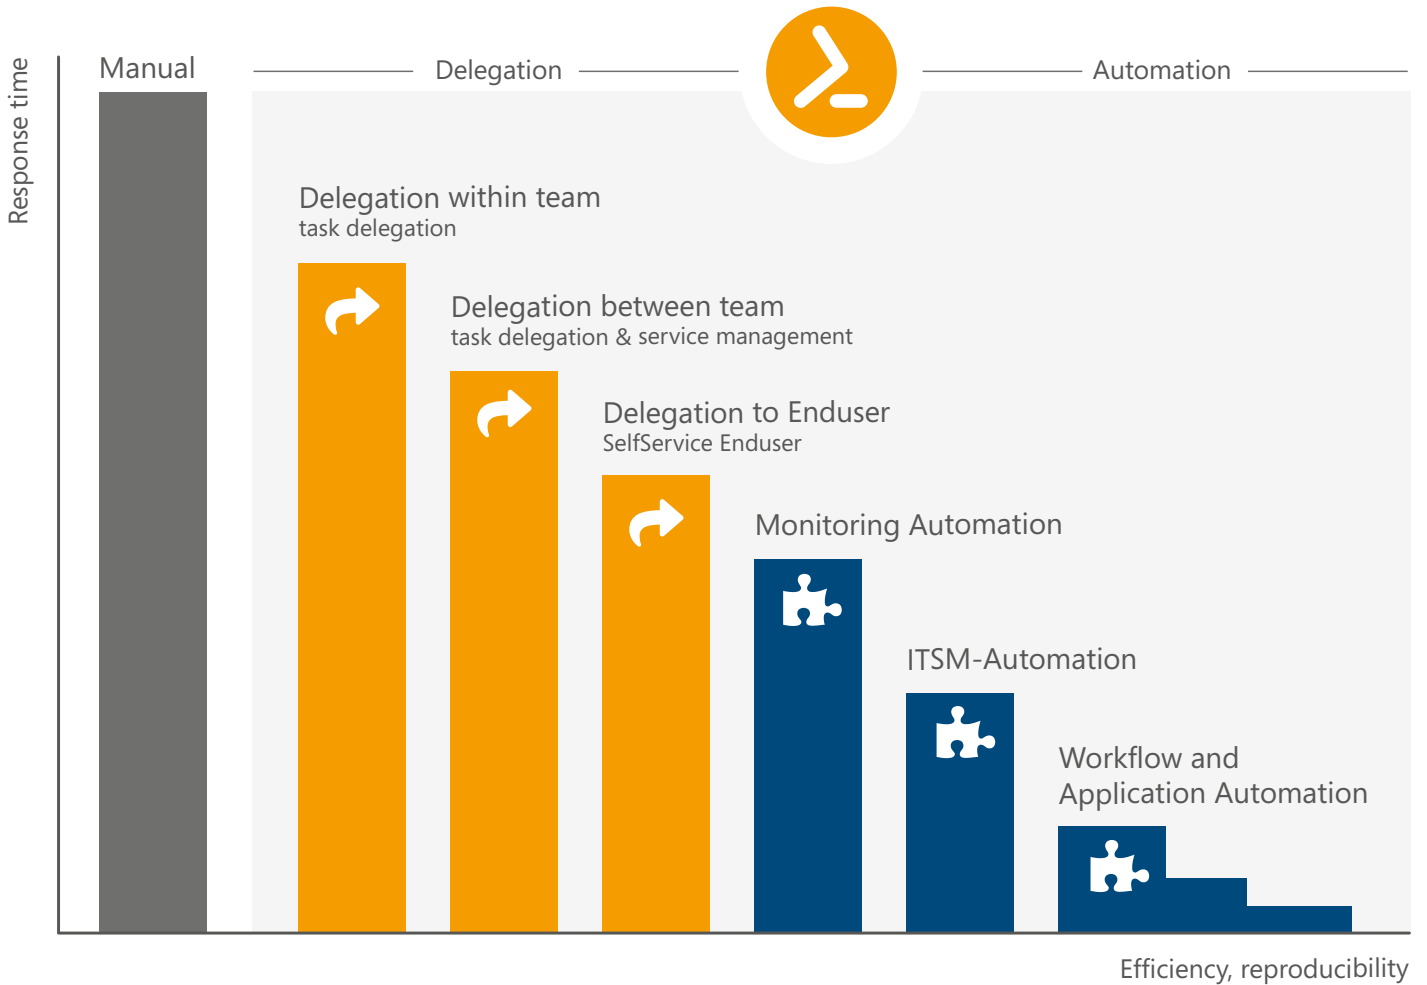 Response time
Manual
Delegation
Automation
Delegation within team
task delegation
Delegation between team
task delegation & service management
Delegation to Enduser
SelfService Enduser
Monitoring Automation
ITSM-Automation
Workflow and
Application Automation
Efficiency, reproducibility